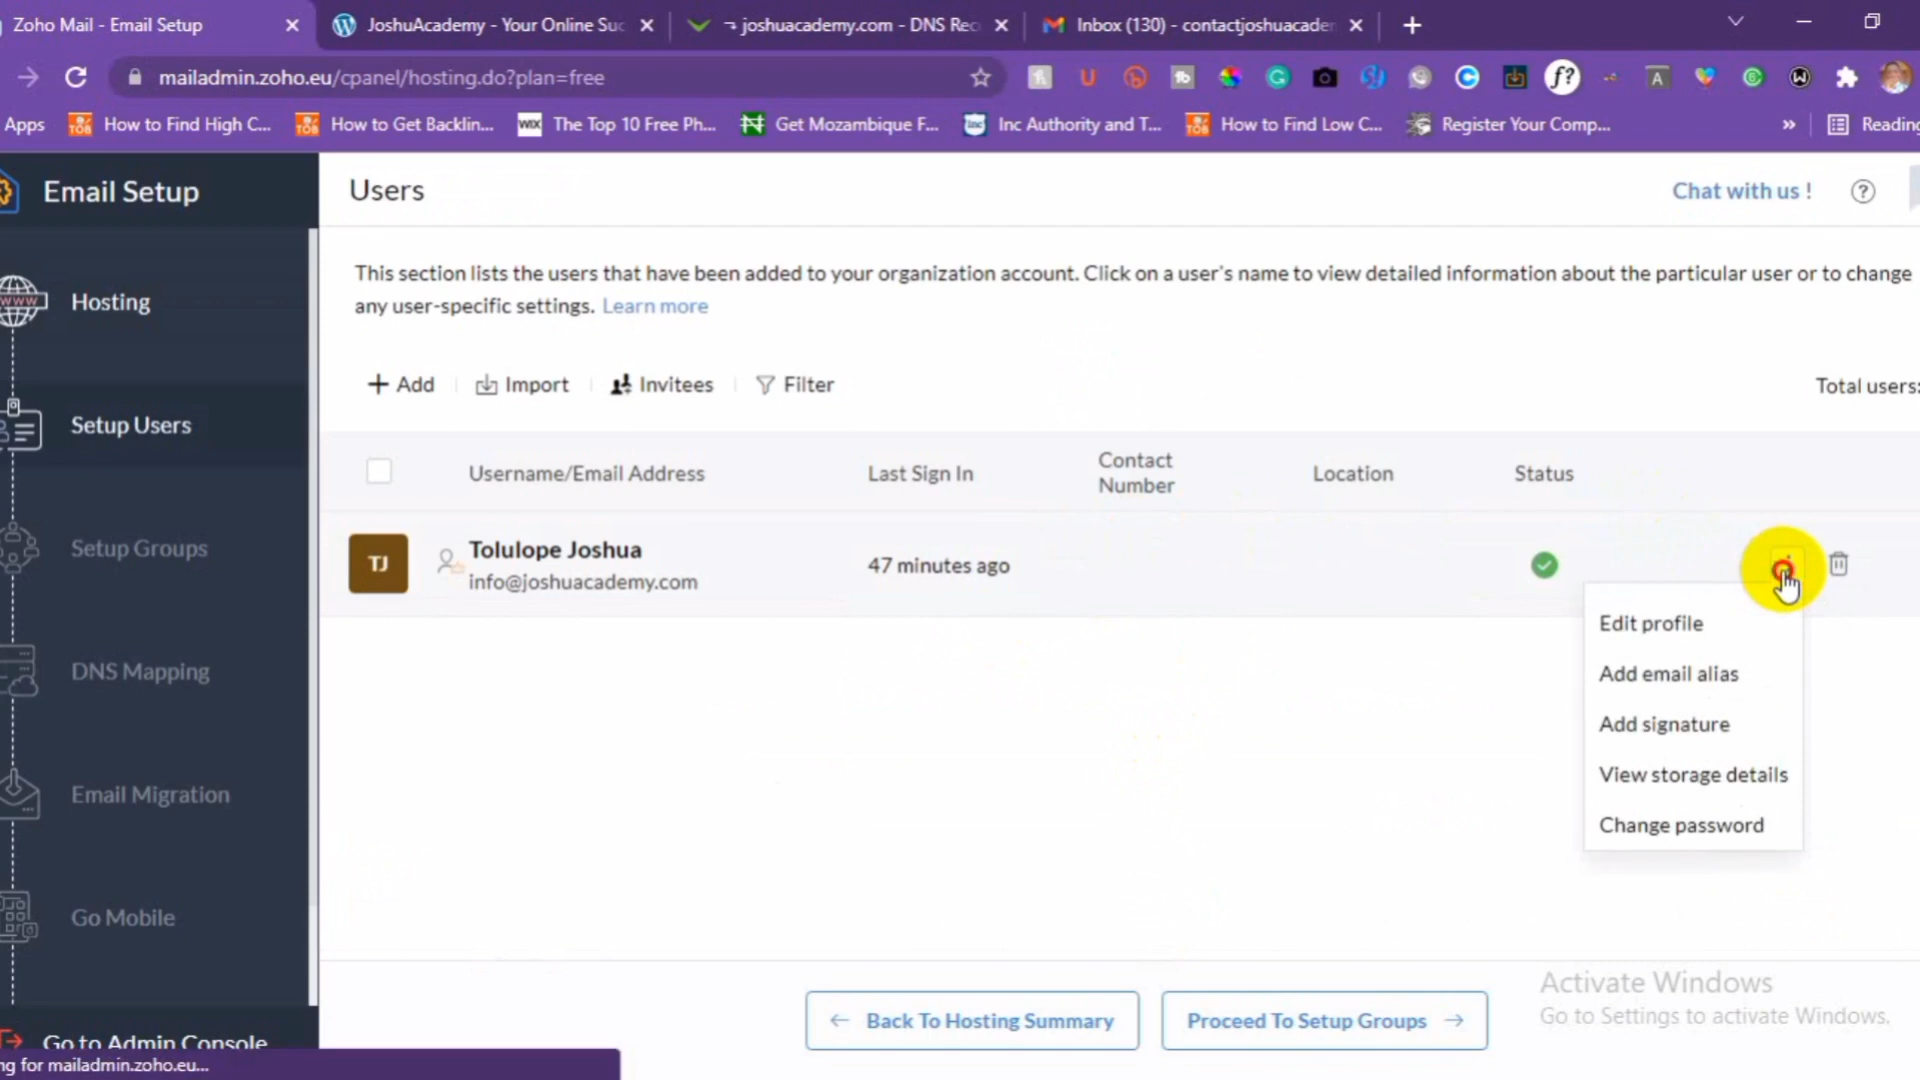 Zoho Mail - Email Setup
JoshuAcademy - Your Online Suc
joshuacademy.com - DNS Rec
Inbox (130) - contactjoshuacader
mailadmin.zoho.eu/cpanel/hosting.do?plan=free
Apps
How to Find High C...
How to Get Backlin...
WIX
The Top 10 Free Ph...
Get Mozambique F...
Inc Authority and T...
How to Find Low C...
Register Your Comp...
»
Reading
Email Setup
Users
Chat with us !
This section lists the users that have been added to your organization account. Click on a user's name to view detailed information about the particular user or to change
any user-specific settings. Learn more
Hosting
+ Add
Import
Invitees
Filter
Total users:
Setup Users
Username/Email Address
Last Sign In
Contact
Number
Location
Status
Setup Groups
TJ
Tolulope Joshua
info@joshuacademy.com
47 minutes ago
Edit profile
Add email alias
Add signature
View storage details
Change password
DNS Mapping
Email Migration
Go Mobile
Go to Admin Console
← Back To Hosting Summary
Proceed To Setup Groups →
Activate Windows
Go to Settings to activate Windows.
ng for mailadmin.zoho.eu...